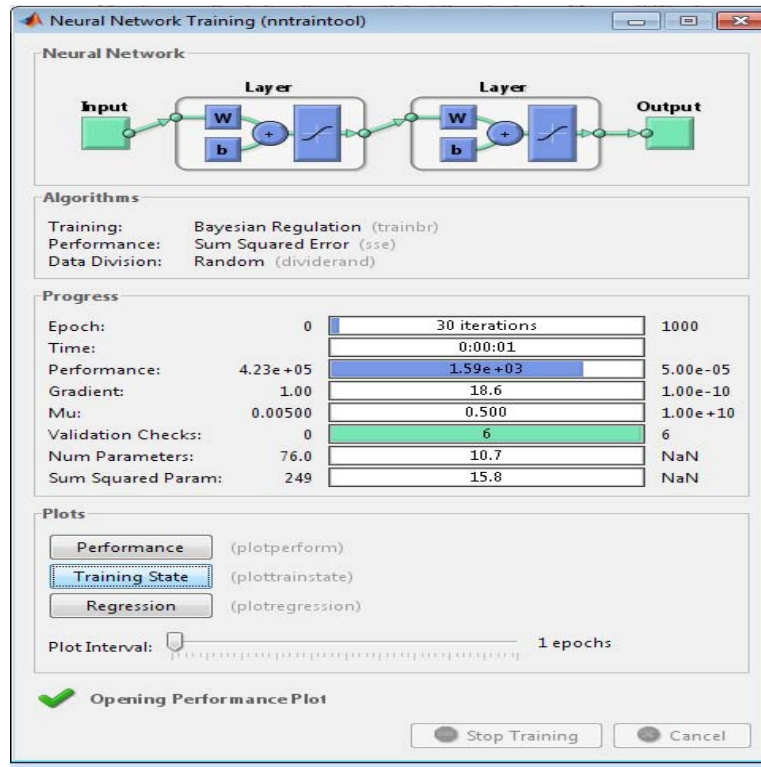 Neural Network Training (nntraintool)
Neural Network
Layer Layer
Input Output
W W
+ +
b b
Algorithms
Training: Bayesian Regulation (trainbr)
Performance: Sum Squared Error (sse)
Data Division: Random (dividerand)
Progress
Epoch: 0 30 iterations 1000
Time: 0:00:01
Performance: 4.23e+05 1.59e+03 5.00e-05
Gradient: 1.00 18.6 1.00e-10
Mu: 0.00500 0.500 1.00e+10
Validation Checks: 0 6 6
Num Parameters: 76.0 10.7 NaN
Sum Squared Param: 249 15.8 NaN
Plots
Performance (plotperform)
Training State (plottrainstate)
Regression (plotregression)
Plot Interval: 1 epochs
Opening Performance Plot
Stop Training Cancel